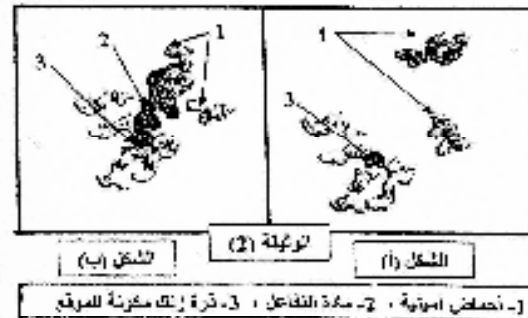 2
1
3
1
3
الشكل (ب)
الوثيقة (2)
الشكل (أ)
1- أحماض أمينية ، 2- مادة التفاعل ، 3- ذرة زنك مكونة للموقع